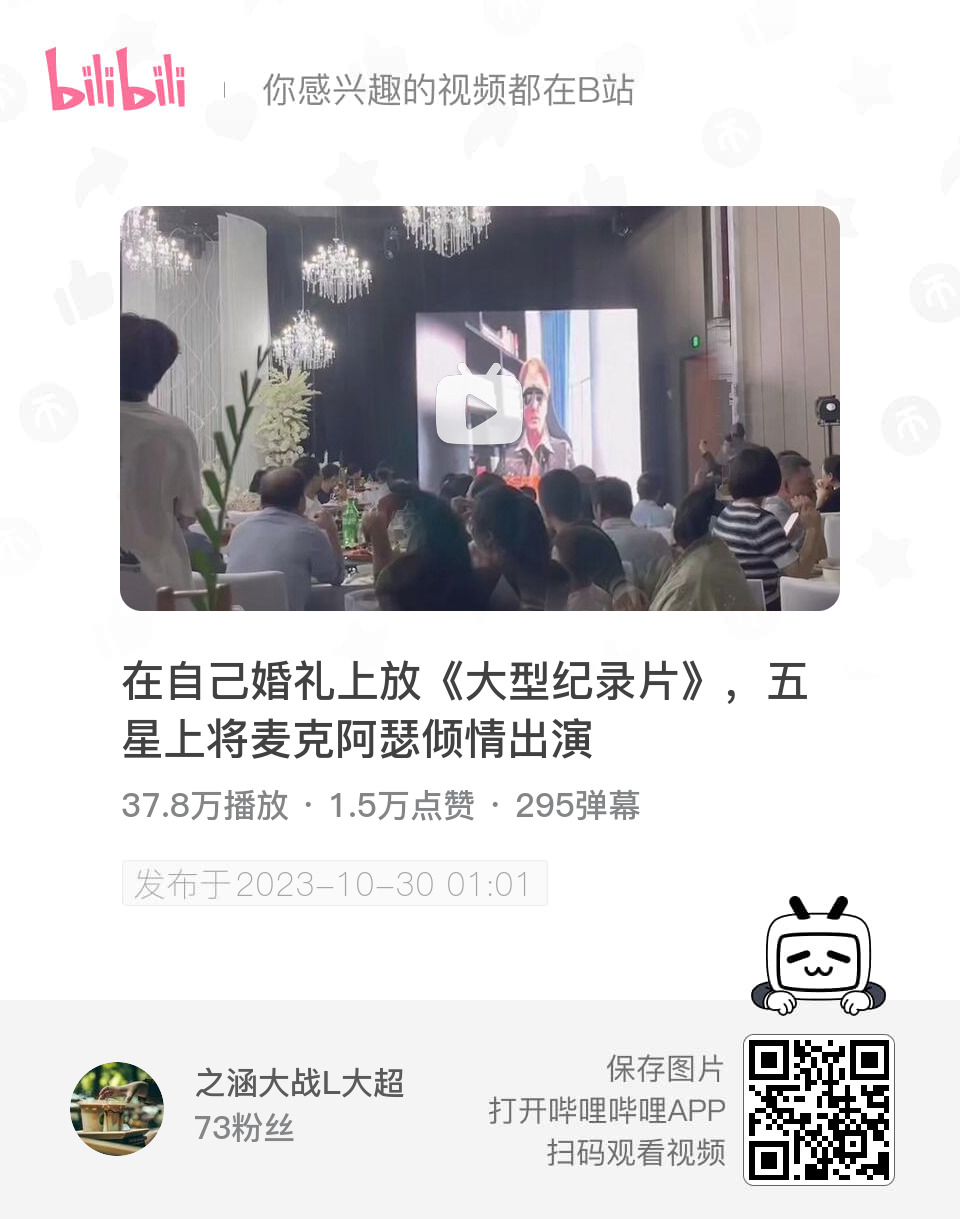 bilibili
你感兴趣的视频都在B站
在自己婚礼上放《大型纪录片》，五
星上将麦克阿瑟倾情出演
37.8万播放 · 1.5万点赞 · 295弹幕
发布于2023-10-30 01:01
之涵大战L大超
73粉丝
保存图片
打开哔哩哔哩APP
扫码观看视频